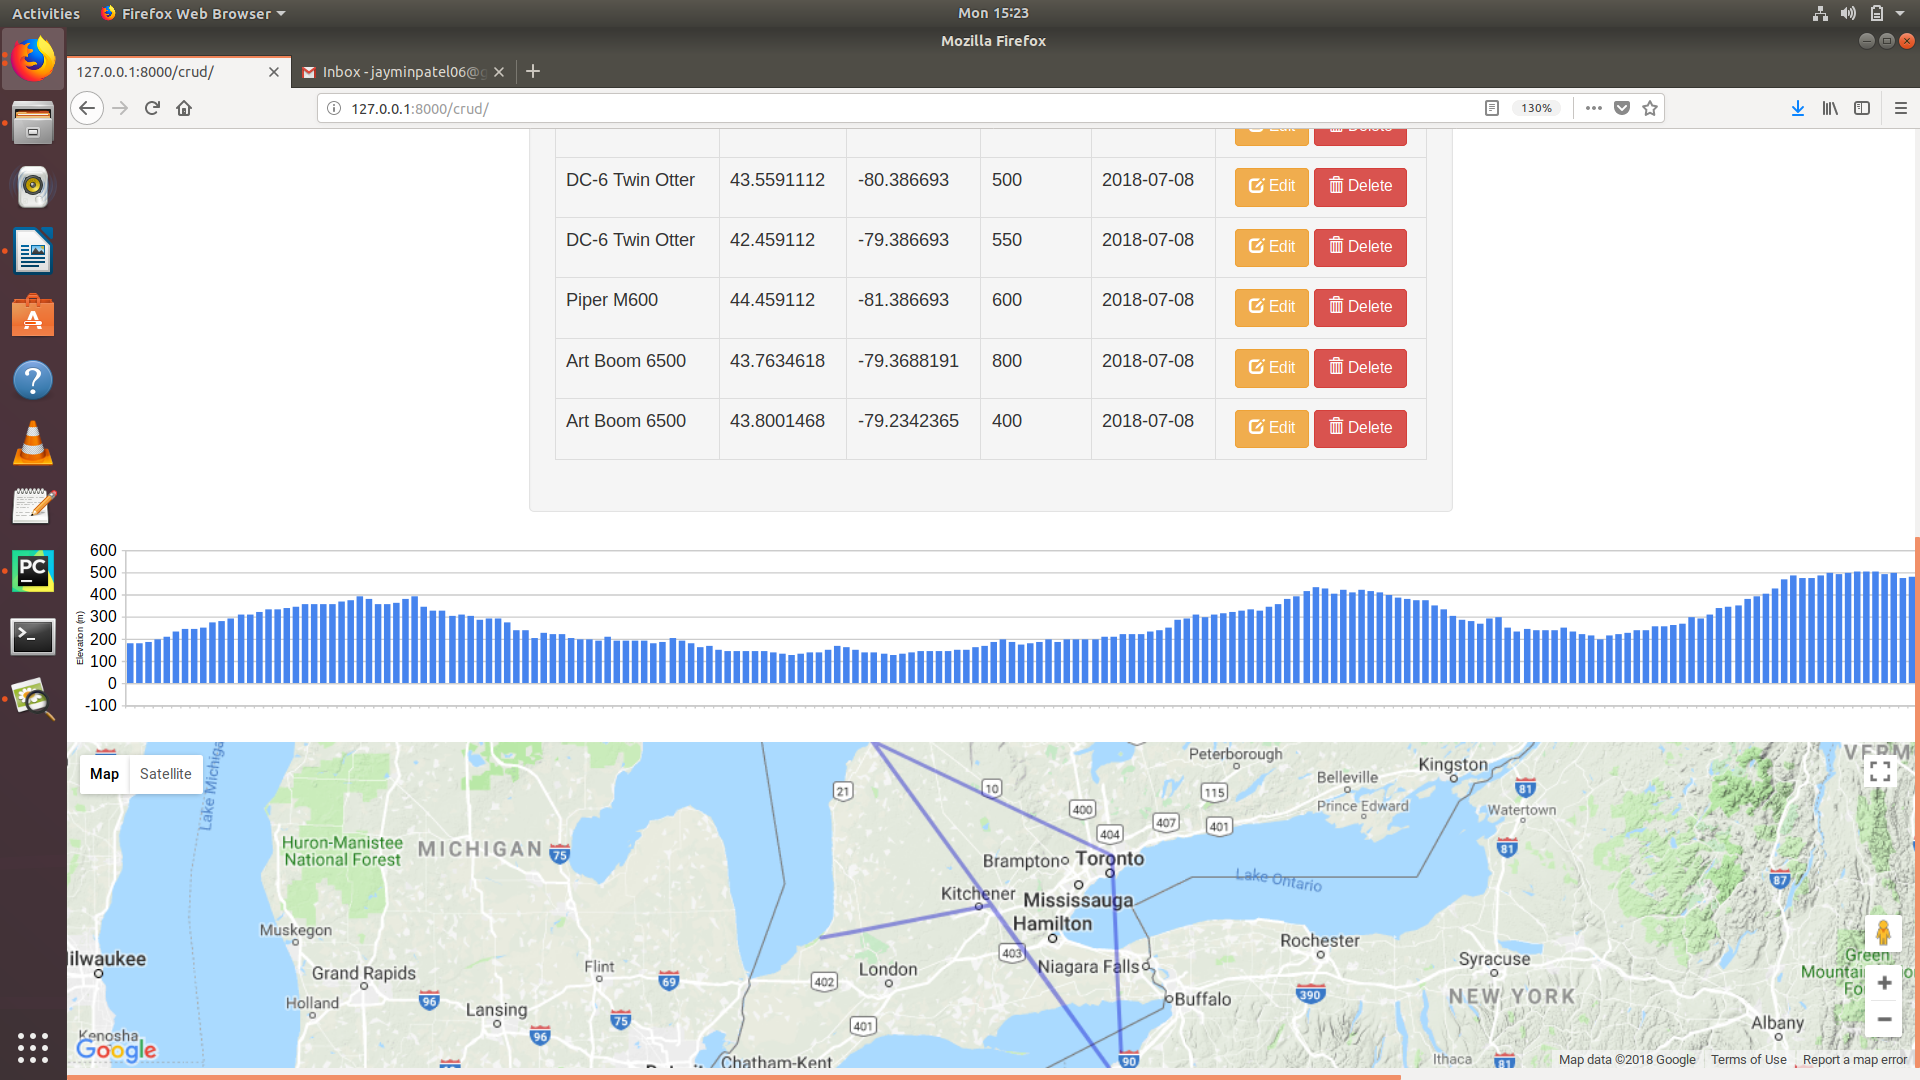 Activities Firefox Web Browser Mon 15:23
Mozilla Firefox
127.0.0.1:8000/crud/ Inbox - jayminpatel06@g
127.0.0.1:8000/crud/ 130%
Edit Delete
DC-6 Twin Otter 43.5591112 -80.386693 500 2018-07-08 Edit Delete
DC-6 Twin Otter 42.459112 -79.386693 550 2018-07-08 Edit Delete
Piper M600 44.459112 -81.386693 600 2018-07-08 Edit Delete
Art Boom 6500 43.7634618 -79.3688191 800 2018-07-08 Edit Delete
Art Boom 6500 43.8001468 -79.2342365 400 2018-07-08 Edit Delete
600
500
400
300
200
100
0
-100
Elevation (m)
Map Satellite
Lake Michigan
Huron-Manistee
National Forest
MICHIGAN
75
21
10
400
404
407
115
401
Peterborough
Belleville
Prince Edward
Kingston
81
Watertown
81
VERM
87
Brampton
Toronto
Lake Ontario
Kitchener
Mississauga
Hamilton
403
Niagara Falls
Buffalo
Rochester
390
Syracuse
NEW YORK
Green
Mountain
Albany
Muskegon
ilwaukee
Grand Rapids
Holland
96
Flint
69
Lansing
96
75
London
402
401
Chatham-Kent
Kenosha
90
Ithaca
81
PC
Google
Map data ©2018 Google Terms of Use Report a map error